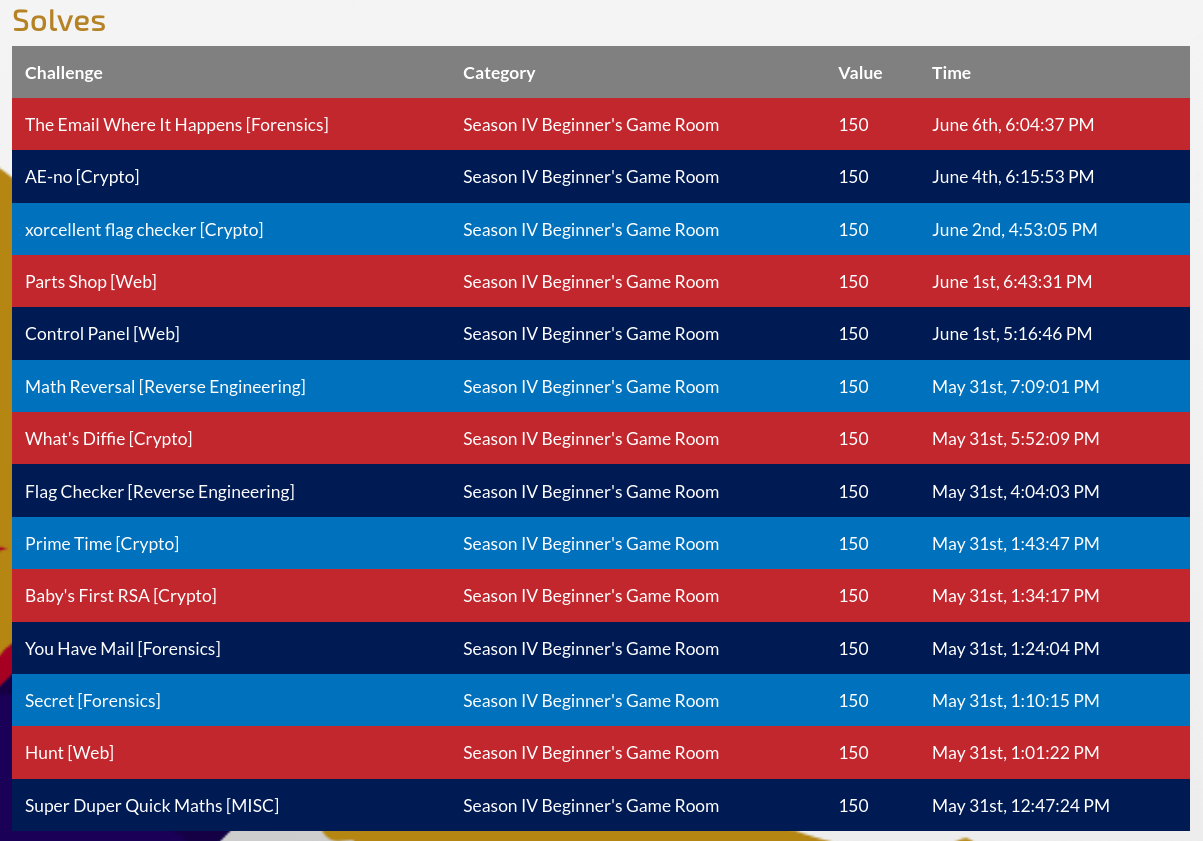 Solves
Challenge Category Value Time
The Email Where It Happens [Forensics] Season IV Beginner's Game Room 150 June 6th, 6:04:37 PM
AE-no [Crypto] Season IV Beginner's Game Room 150 June 4th, 6:15:53 PM
xorcellent flag checker [Crypto] Season IV Beginner's Game Room 150 June 2nd, 4:53:05 PM
Parts Shop [Web] Season IV Beginner's Game Room 150 June 1st, 6:43:31 PM
Control Panel [Web] Season IV Beginner's Game Room 150 June 1st, 5:16:46 PM
Math Reversal [Reverse Engineering] Season IV Beginner's Game Room 150 May 31st, 7:09:01 PM
What's Diffie [Crypto] Season IV Beginner's Game Room 150 May 31st, 5:52:09 PM
Flag Checker [Reverse Engineering] Season IV Beginner's Game Room 150 May 31st, 4:04:03 PM
Prime Time [Crypto] Season IV Beginner's Game Room 150 May 31st, 1:43:47 PM
Baby's First RSA [Crypto] Season IV Beginner's Game Room 150 May 31st, 1:34:17 PM
You Have Mail [Forensics] Season IV Beginner's Game Room 150 May 31st, 1:24:04 PM
Secret [Forensics] Season IV Beginner's Game Room 150 May 31st, 1:10:15 PM
Hunt [Web] Season IV Beginner's Game Room 150 May 31st, 1:01:22 PM
Super Duper Quick Maths [MISC] Season IV Beginner's Game Room 150 May 31st, 12:47:24 PM